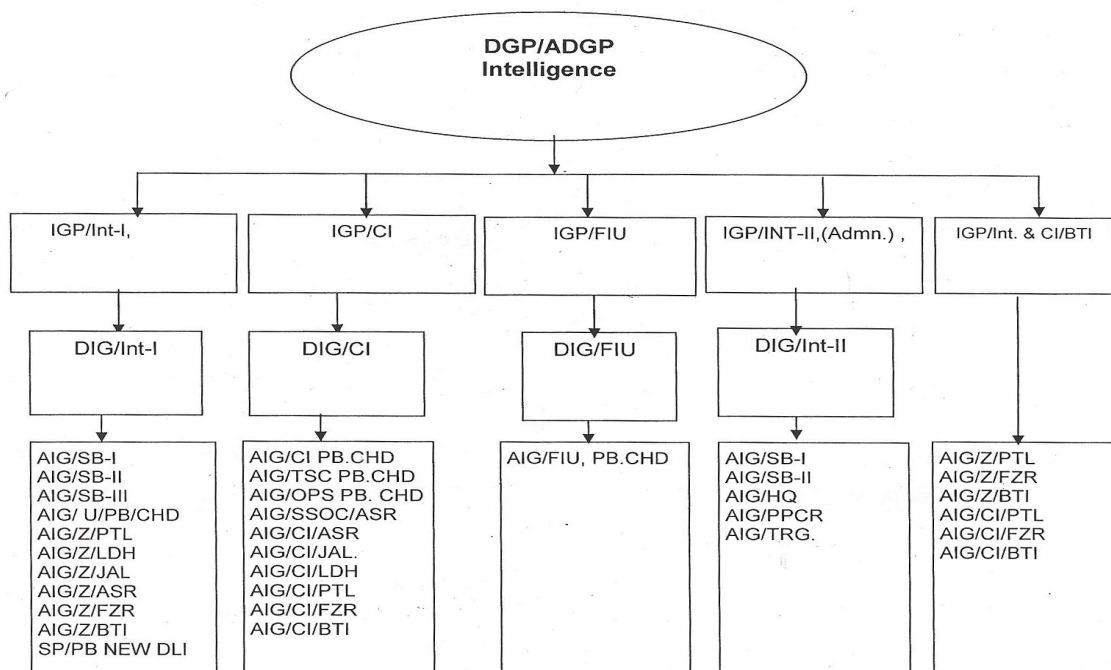 DGP/ADGP
Intelligence
IGP/Int-I,
IGP/CI
IGP/FIU
IGP/INT-II,(Admn.) ,
IGP/Int. & CI/BTI
DIG/Int-I
DIG/CI
DIG/FIU
DIG/Int-II
AIG/SB-I
AIG/SB-II
AIG/SB-III
AIG/ U/PB/CHD
AIG/Z/PTL
AIG/Z/LDH
AIG/Z/JAL
AIG/Z/ASR
AIG/Z/FZR
AIG/Z/BTI
SP/PB NEW DLI
AIG/CI PB.CHD
AIG/TSC PB.CHD
AIG/OPS PB. CHD
AIG/SSOC/ASR
AIG/CI/ASR
AIG/CI/JAL.
AIG/CI/LDH
AIG/CI/PTL
AIG/CI/FZR
AIG/CI/BTI
AIG/FIU, PB.CHD
AIG/SB-I
AIG/SB-II
AIG/HQ
AIG/PPCR
AIG/TRG.
AIG/Z/PTL
AIG/Z/FZR
AIG/Z/BTI
AIG/CI/PTL
AIG/CI/FZR
AIG/CI/BTI